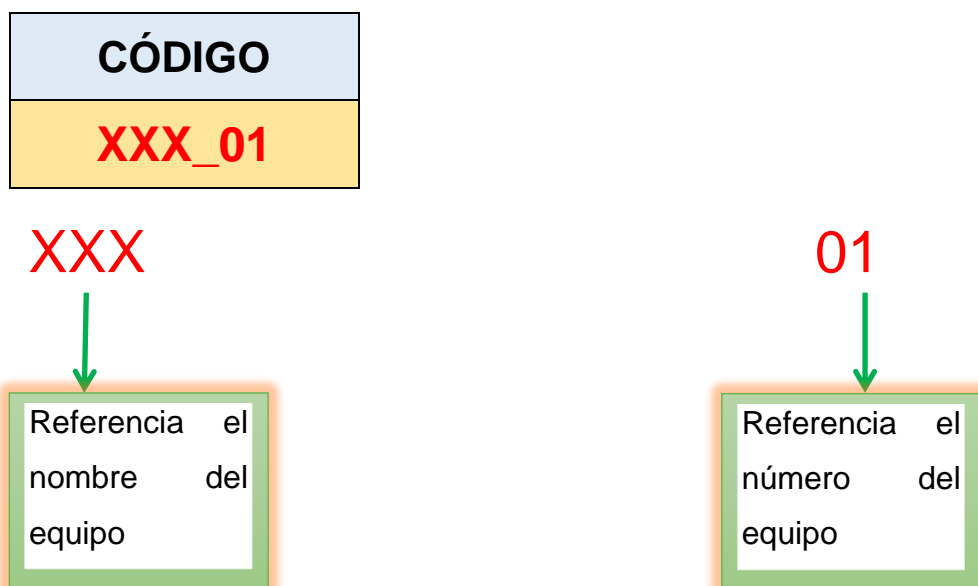 CÓDIGO
XXX_01
XXX
01
Referencia el
nombre del
equipo
Referencia el
número del
equipo